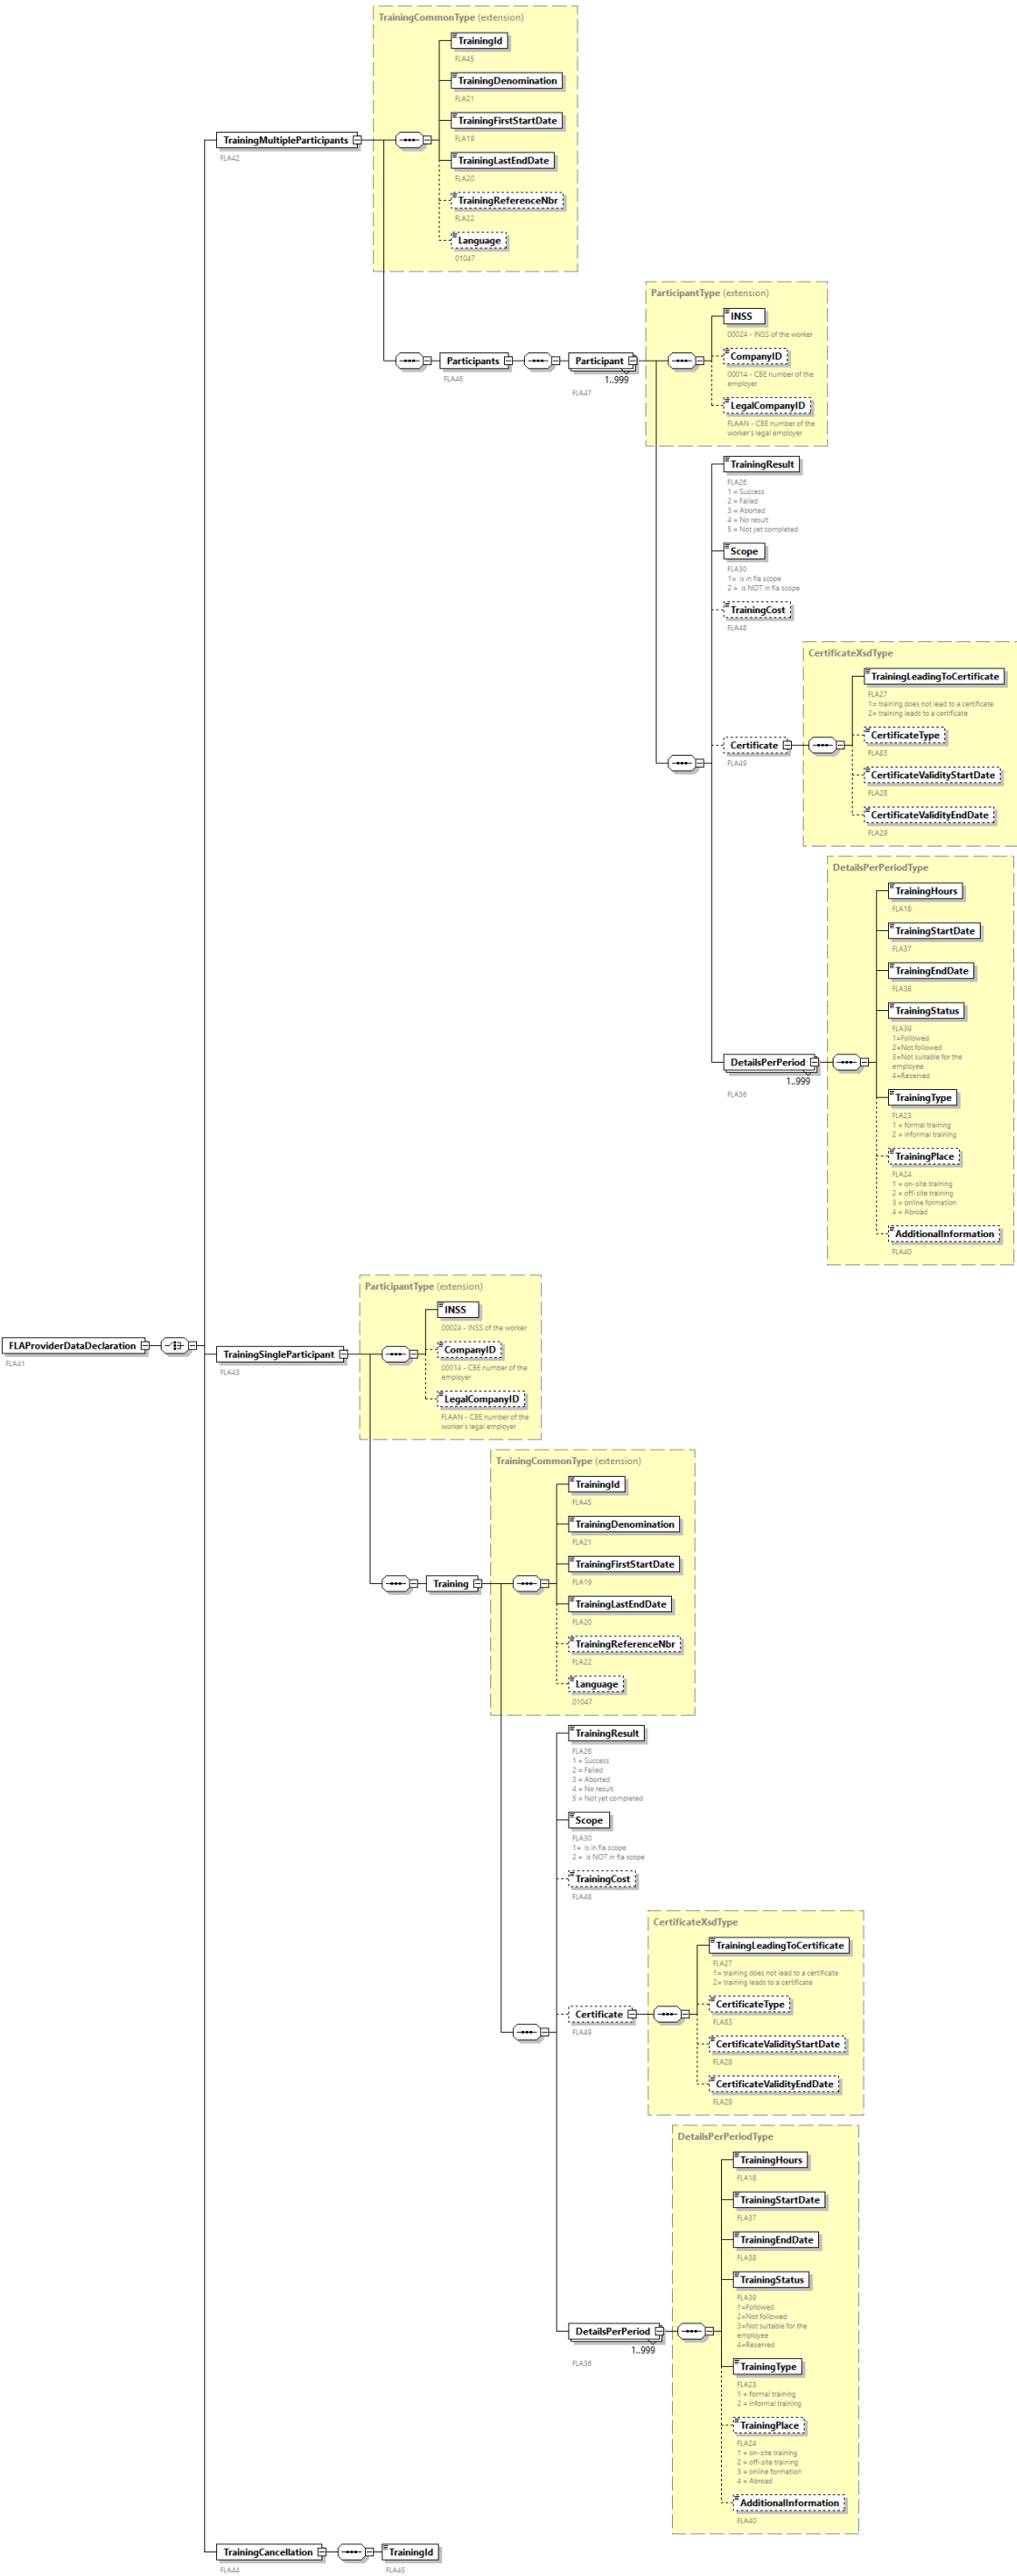 TrainingCommonType (extension)
TrainingId
FLA45
TrainingDenomination
FLA21
TrainingFirstStartDate
FLA19
TrainingMultipleParticipants
FLA42
TrainingLastEndDate
FLA20
TrainingReferenceNbr
FLA22
Language
01047
ParticipantType (extension)
INSS
00024 - INSS of the worker
Participants
FLA46
Participant
1..999
FLA47
CompanyID
00014 - CBE number of the
employer
LegalCompanyID
FLAAN - CBE number of the
worker's legal employer
TrainingResult
FLA26
1 = Success
2 = Failed
3 = Aborted
4 = No result
5 = Not yet completed
Scope
FLA30
1= is in fla scope
2 = is NOT in fla scope
TrainingCost
FLA48
CertificateXsdType
TrainingLeadingToCertificate
FLA27
1= training does not lead to a certificate
2= training leads to a certificate
Certificate
FLA49
CertificateType
FLA83
CertificateValidityStartDate
FLA28
CertificateValidityEndDate
FLA29
DetailsPerPeriodType
TrainingHours
FLA18
TrainingStartDate
FLA37
TrainingEndDate
FLA38
TrainingStatus
FLA39
1=Followed
2=Not followed
3=Not suitable for the
employee
4=Reserved
DetailsPerPeriod
1..999
FLA36
TrainingType
FLA23
1 = formal training
2 = informal training
TrainingPlace
FLA24
1 = on-site training
2 = off-site training
3 = online formation
4 = Abroad
AdditionalInformation
FLA40
ParticipantType (extension)
INSS
00024 - INSS of the worker
FLAProviderDataDeclaration
FLA41
TrainingSingleParticipant
FLA43
CompanyID
00014 - CBE number of the
employer
LegalCompanyID
FLAAN - CBE number of the
worker's legal employer
TrainingCommonType (extension)
TrainingId
FLA45
TrainingDenomination
FLA21
TrainingFirstStartDate
FLA19
Training
TrainingLastEndDate
FLA20
TrainingReferenceNbr
FLA22
Language
01047
TrainingResult
FLA26
1 = Success
2 = Failed
3 = Aborted
4 = No result
5 = Not yet completed
Scope
FLA30
1= is in fla scope
2 = is NOT in fla scope
TrainingCost
FLA48
CertificateXsdType
TrainingLeadingToCertificate
FLA27
1= training does not lead to a certificate
2= training leads to a certificate
Certificate
FLA49
CertificateType
FLA83
CertificateValidityStartDate
FLA28
CertificateValidityEndDate
FLA29
DetailsPerPeriodType
TrainingHours
FLA18
TrainingStartDate
FLA37
TrainingEndDate
FLA38
TrainingStatus
FLA39
1=Followed
2=Not followed
3=Not suitable for the
employee
4=Reserved
DetailsPerPeriod
1..999
FLA36
TrainingType
FLA23
1 = formal training
2 = informal training
TrainingPlace
FLA24
1 = on-site training
2 = off-site training
3 = online formation
4 = Abroad
AdditionalInformation
FLA40
TrainingCancellation
FLA44
TrainingId
FLA45